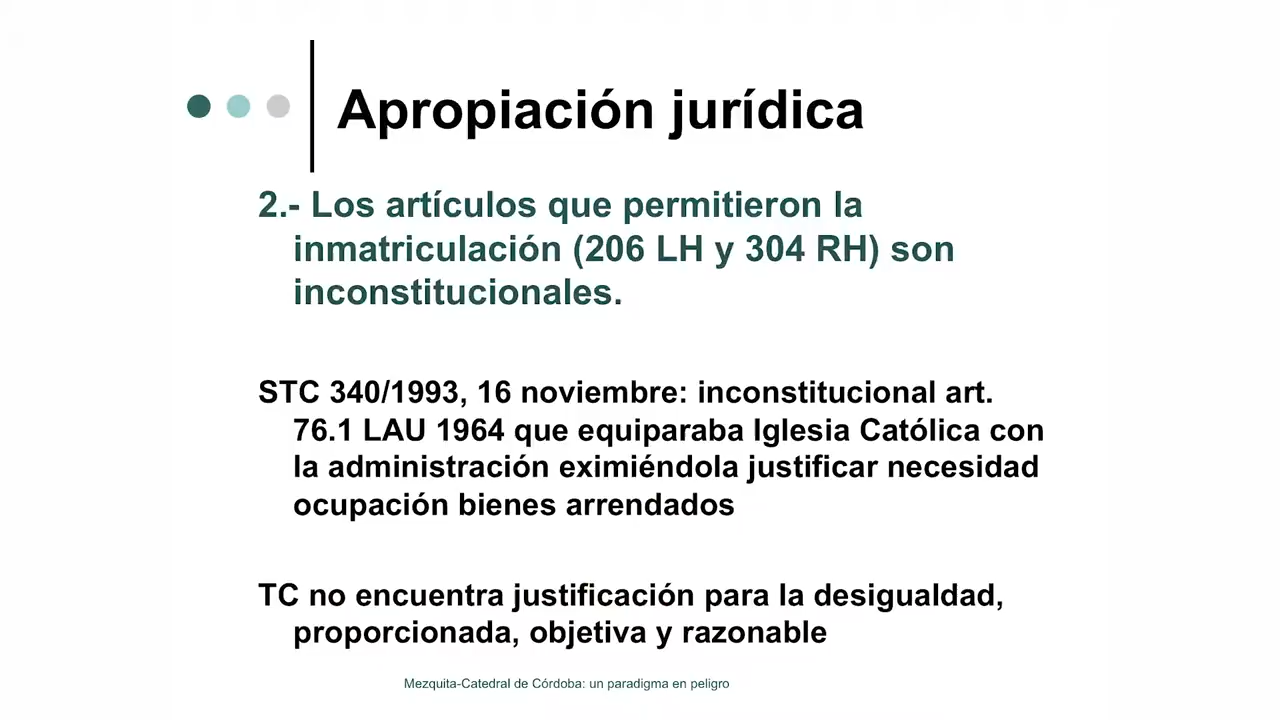 Apropiación jurídica
2.- Los artículos que permitieron la
inmatriculación (206 LH y 304 RH) son
inconstitucionales.
STC 340/1993, 16 noviembre: inconstitucional art.
76.1 LAU 1964 que equiparaba Iglesia Católica con
la administración eximiéndola justificar necesidad
ocupación bienes arrendados
TC no encuentra justificación para la desigualdad,
proporcionada, objetiva y razonable
Mezquita-Catedral de Córdoba: un paradigma en peligro